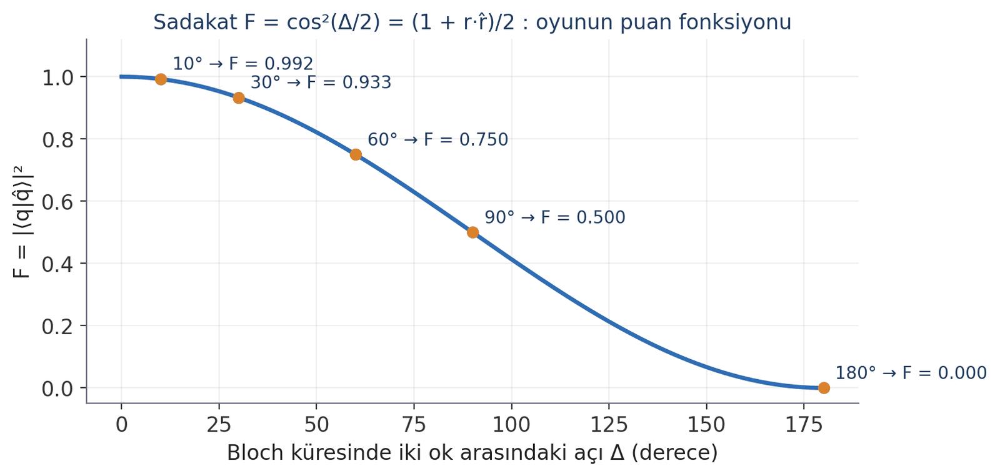 Sadakat F = cos²(Δ/2) = (1 + r·r̂)/2 : oyunun puan fonksiyonu
10° → F = 0.992
30° → F = 0.933
60° → F = 0.750
90° → F = 0.500
180° → F = 0.000
F = |⟨q|q̂⟩|²
1.0
0.8
0.6
0.4
0.2
0.0
0 25 50 75 100 125 150 175
Bloch küresinde iki ok arasındaki açı Δ (derece)